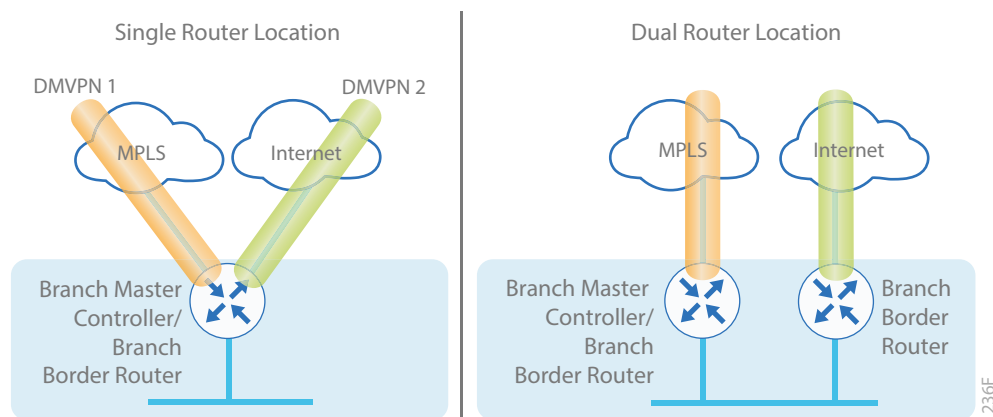 Single Router Location
DMVPN 1
DMVPN 2
MPLS
Internet
Branch Master
Controller/
Branch
Border Router
Dual Router Location
MPLS
Internet
Branch Master
Controller/
Branch
Border Router
Branch
Border
Router
236F